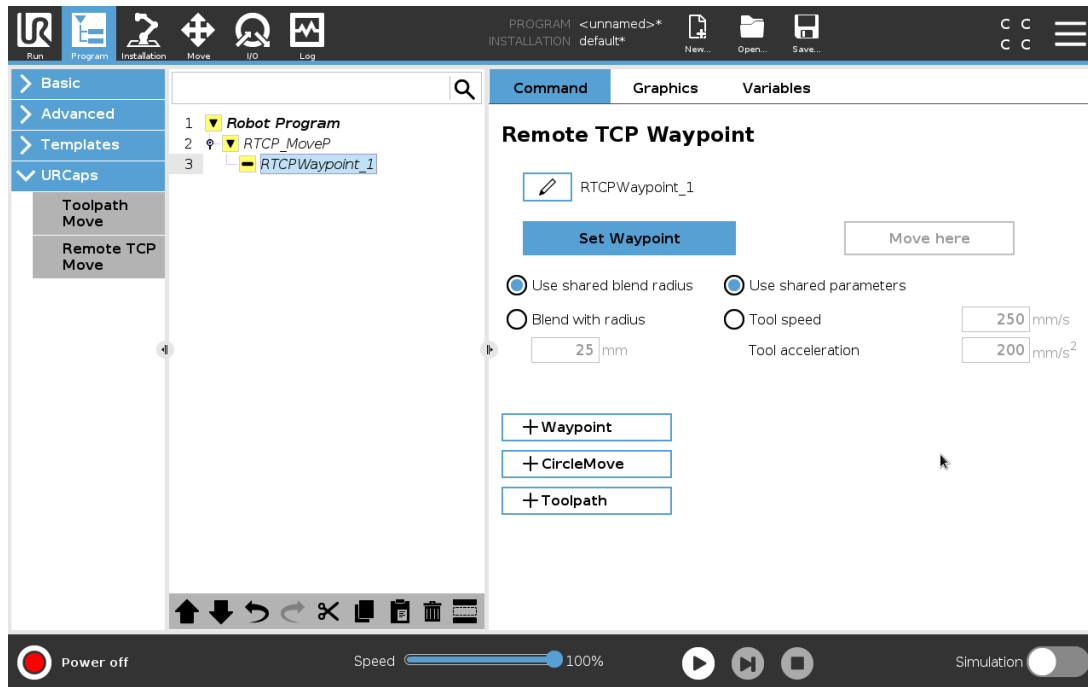 PROGRAM <unnamed>*
INSTALLATION default*
UR
Run
Program
Installation
Move
I/O
Log
New...
Open...
Save...
C C
C C
Basic
Advanced
Templates
URCaps
Toolpath
Move
Remote TCP
Move
1 Robot Program
2 RTCP_MoveP
3 RTCPWaypoint_1
Command Graphics Variables
Remote TCP Waypoint
RTCPWaypoint_1
Set Waypoint
Move here
Use shared blend radius
Use shared parameters
Blend with radius
Tool speed 250 mm/s
25 mm
Tool acceleration 200 mm/s²
+ Waypoint
+ CircleMove
+ Toolpath
Power off
Speed 100%
Simulation